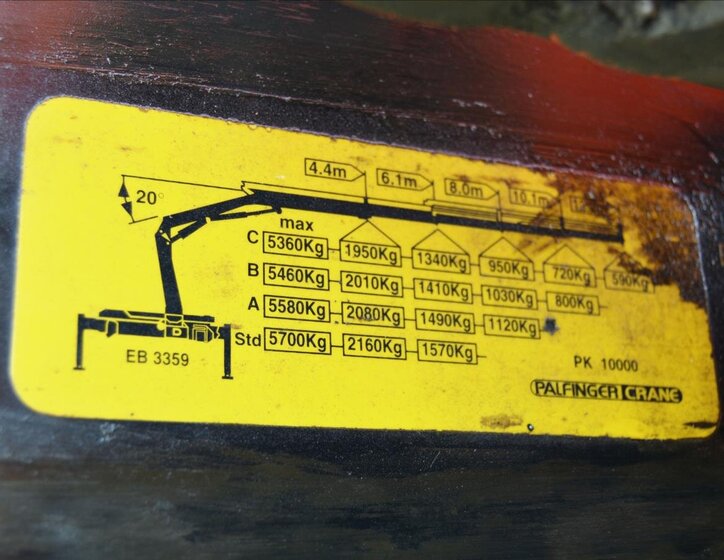 4.4m 6.1m 8.0m 10.1m
20°
max
C 5360Kg 1950Kg 1340Kg 950Kg 720Kg 590Kg
B 5460Kg 2010Kg 1410Kg 1030Kg 800Kg
A 5580Kg 2080Kg 1490Kg 1120Kg
Std 5700Kg 2160Kg 1570Kg
EB 3359
PK 10000
PALFINGER CRANE